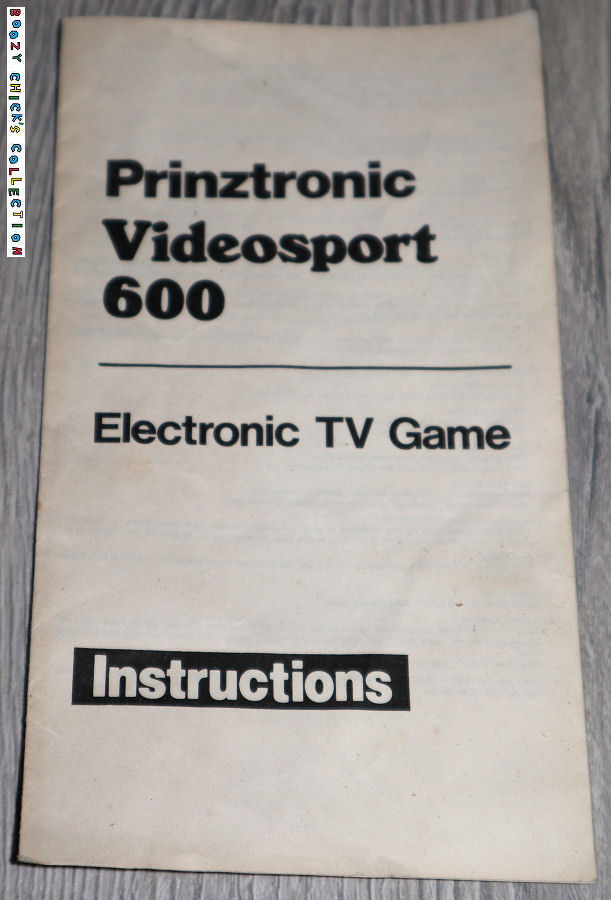 BOOZY CHICK'S COLLECTION
Prinztronic
Videosport
600
Electronic TV Game
Instructions